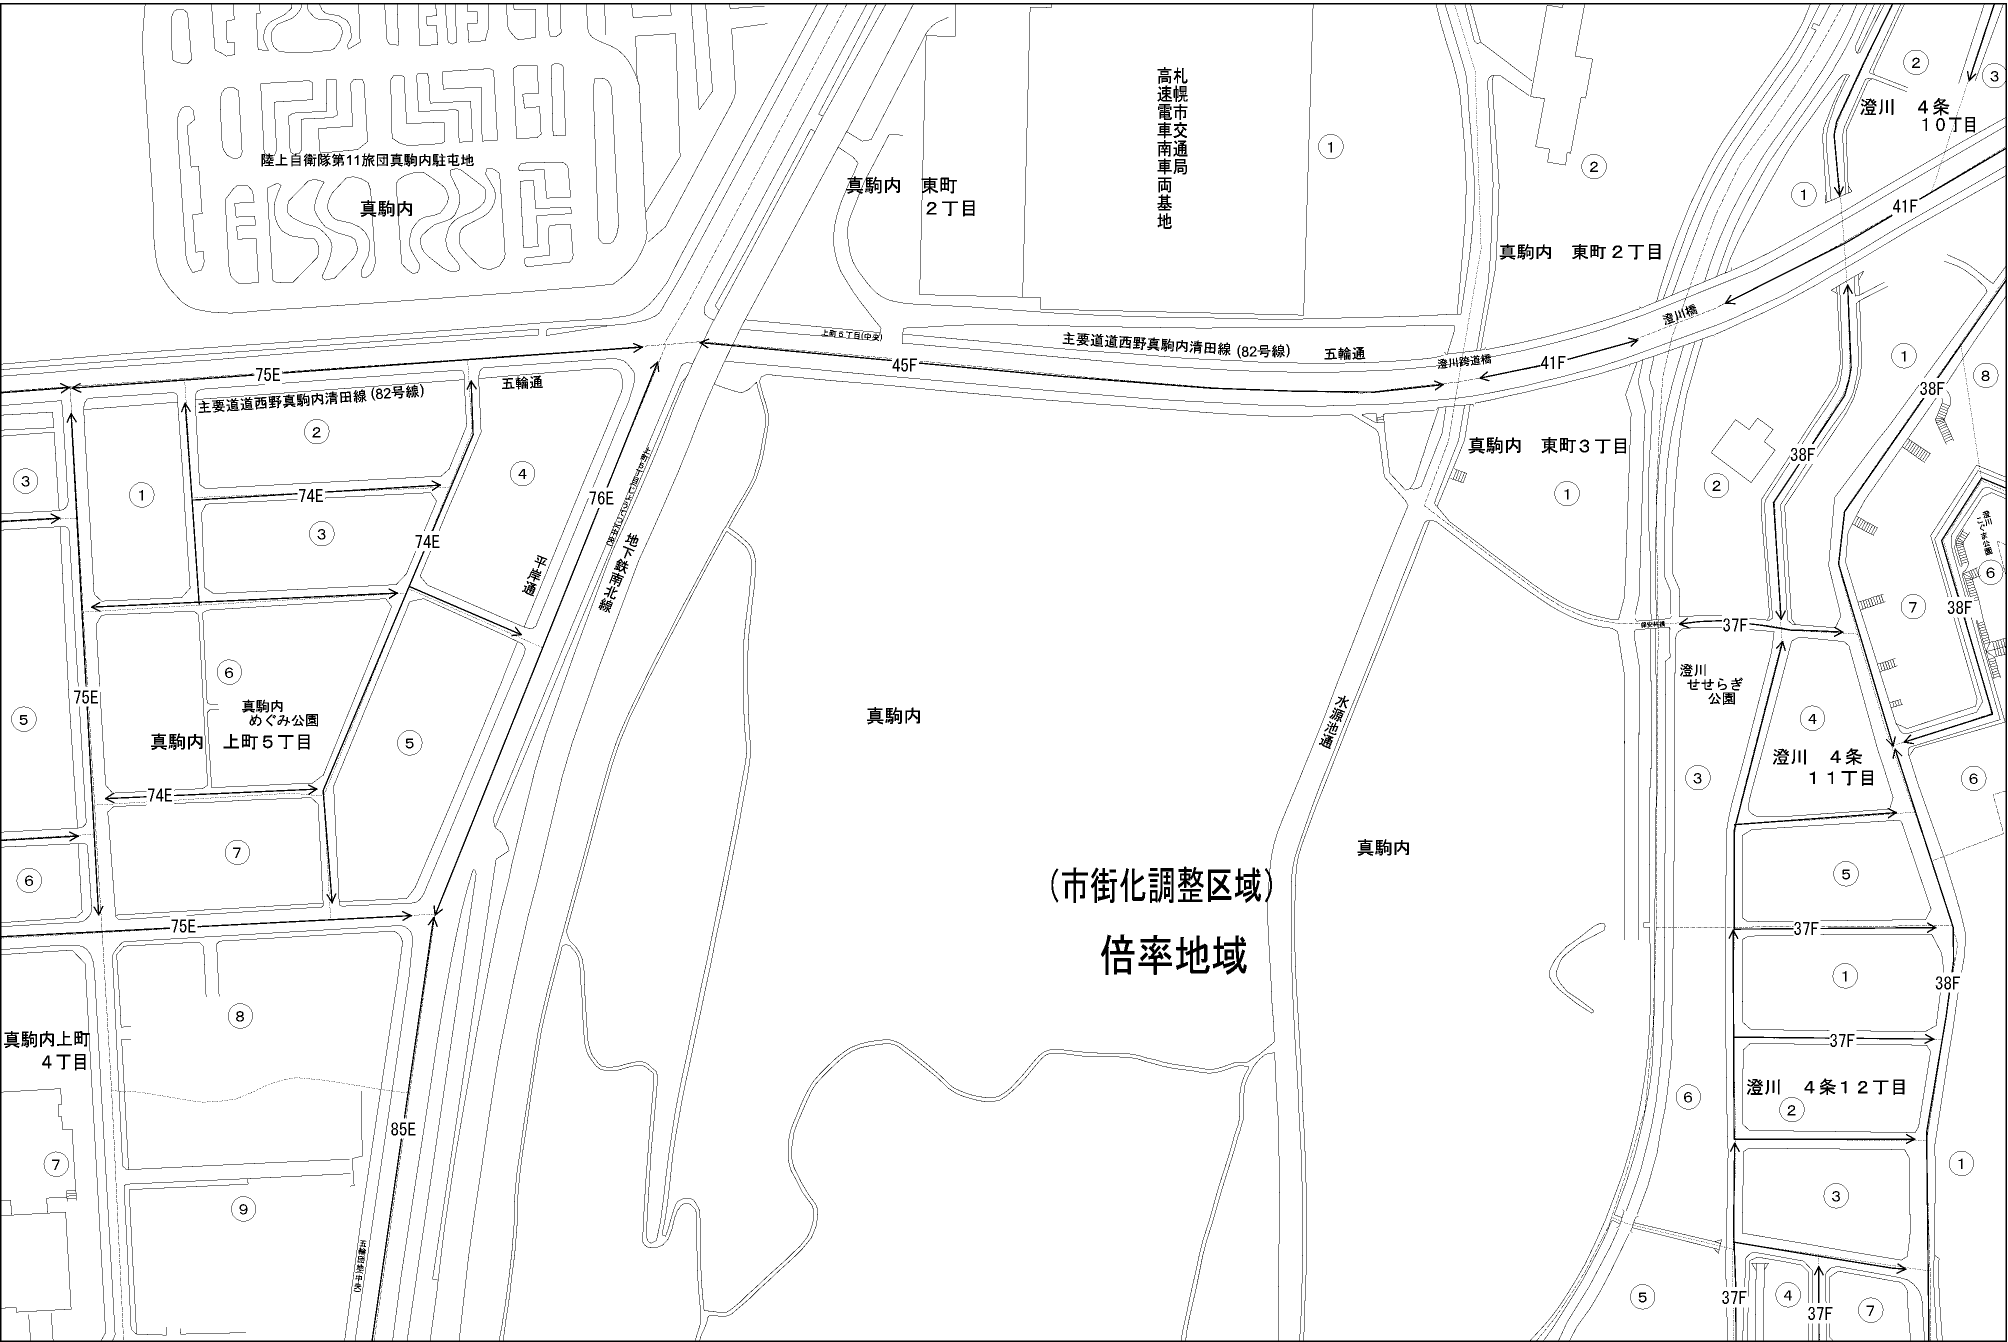 陸上自衛隊第11旅団真駒内駐屯地
真駒内
真駒内 東町
2丁目
札幌市交通局
高速電車南車両基地
1
2
真駒内 東町2丁目
2
3
澄川 4条
10丁目
1
41F
澄川橋
主要道道西野真駒内清田線(82号線)
五輪通
澄川跨道橋
41F
45F
75E
主要道道西野真駒内清田線(82号線)
五輪通
2
4
3
1
74E
3
74E
76E
平岸通
地下鉄南北線
真駒内 東町3丁目
1
2
38F
1
38F
8
澄川
こぐま公園
6
7
38F
37F
5
75E
6
真駒内
めぐみ公園
真駒内 上町5丁目
5
74E
7
6
75E
真駒内
水源池通
真駒内
(市街化調整区域)
倍率地域
澄川
せせらぎ
公園
3
4
澄川 4条
11丁目
6
5
37F
1
38F
37F
澄川 4条12丁目
2
6
3
1
8
真駒内上町
4丁目
85E
7
9
5
37F
4
37F
7